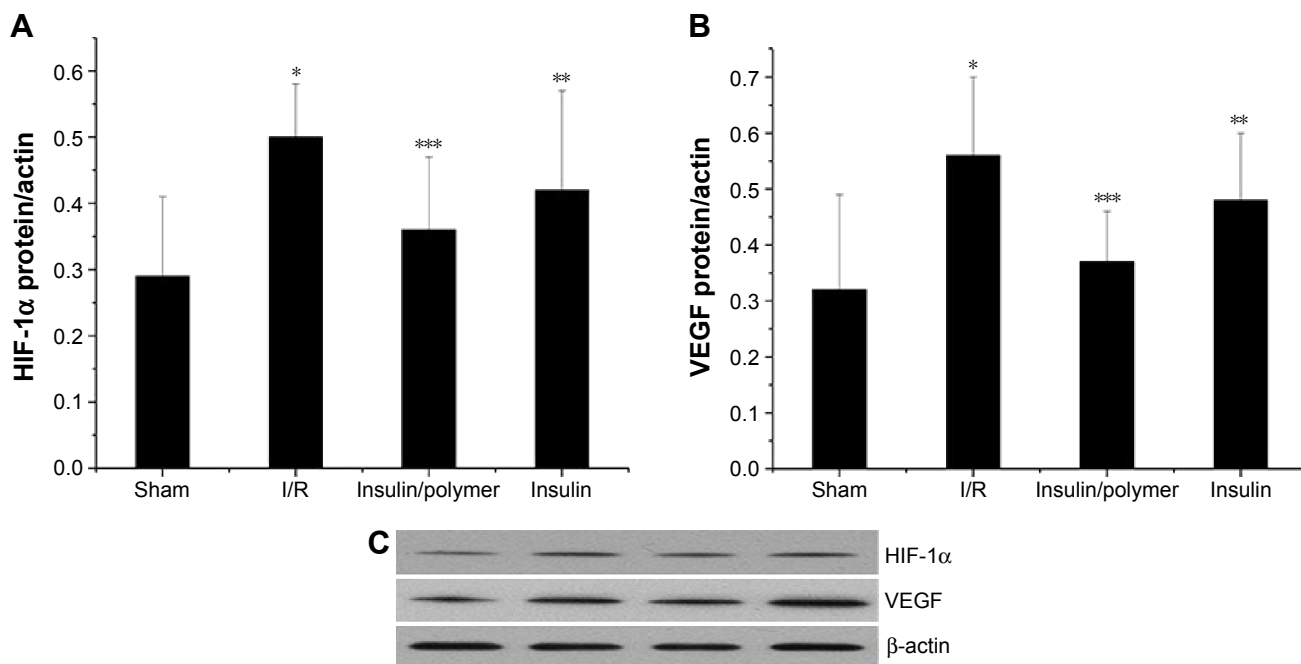 A
HIF-1α protein/actin
0.6
0.5
0.4
0.3
0.2
0.1
0.0
*
***
**
Sham I/R Insulin/polymer Insulin
B
VEGF protein/actin
0.7
0.6
0.5
0.4
0.3
0.2
0.1
0.0
*
***
**
Sham I/R Insulin/polymer Insulin
C
HIF-1α
VEGF
β-actin